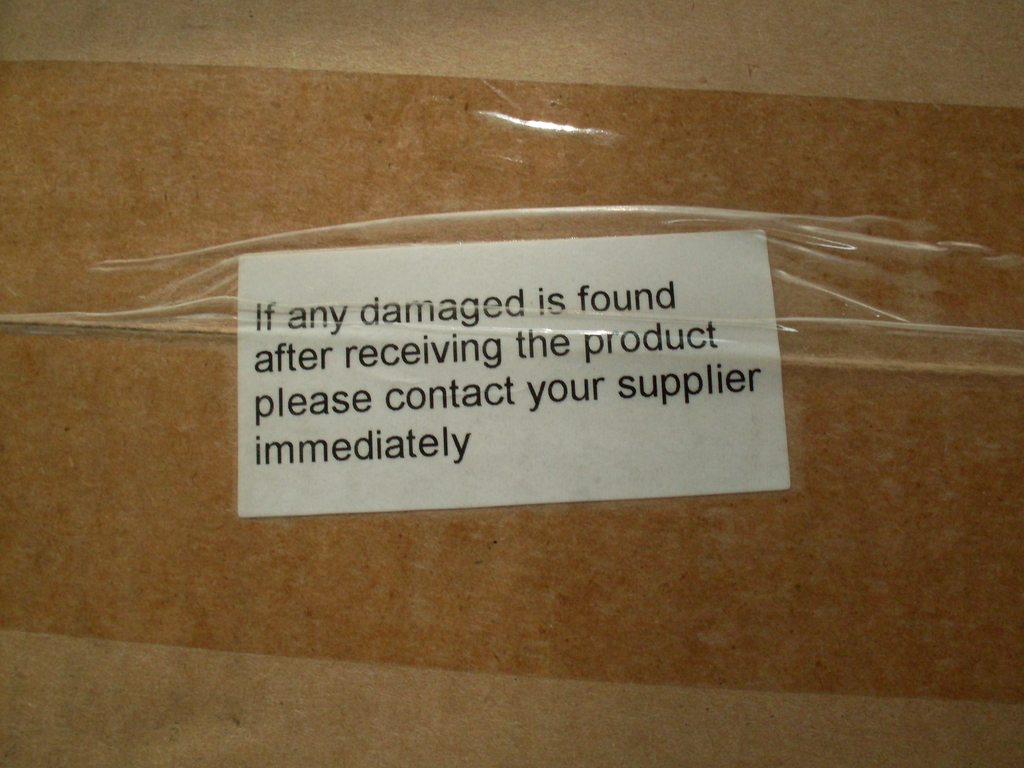 If any damaged is found
after receiving the product
please contact your supplier
immediately